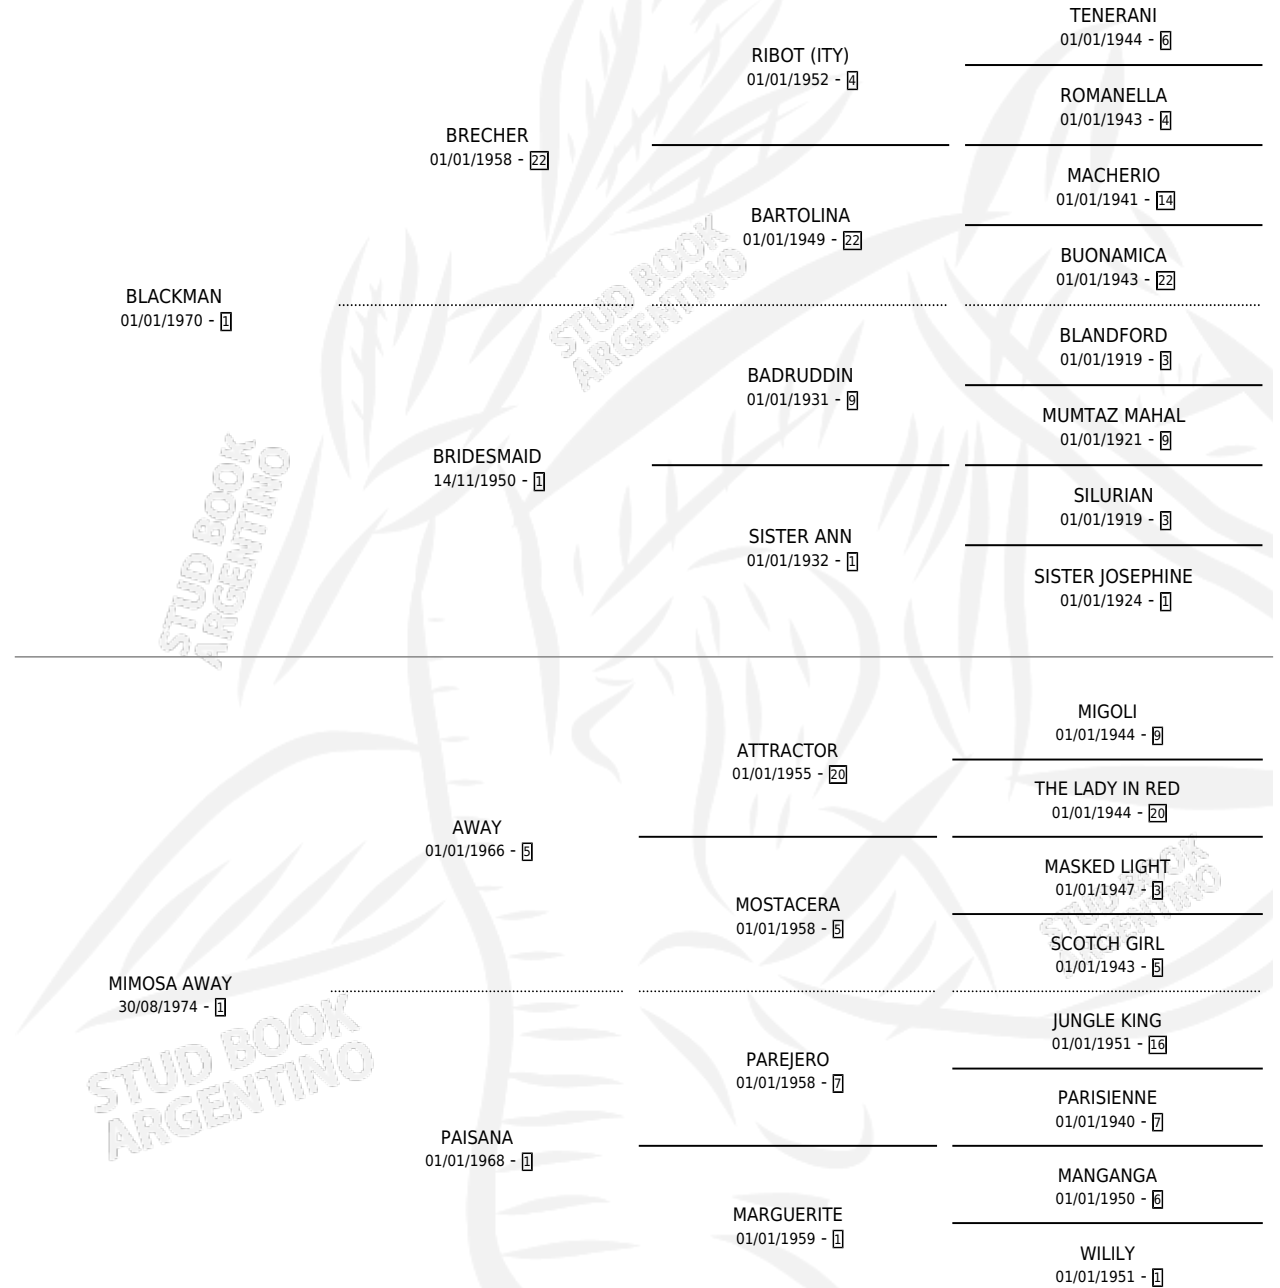 TENERANI
01/01/1944 - 6
RIBOT (ITY)
01/01/1952 - 4
ROMANELLA
01/01/1943 - 4
BRECHER
01/01/1958 - 22
MACHERIO
01/01/1941 - 14
BARTOLINA
01/01/1949 - 22
BUONAMICA
01/01/1943 - 22
BLACKMAN
01/01/1970 - 1
STUD BOOK
ARGENTINO
BLANDFORD
01/01/1919 - 3
BADRUDDIN
01/01/1931 - 9
MUMTAZ MAHAL
01/01/1921 - 9
BRIDESMAID
14/11/1950 - 1
SILURIAN
01/01/1919 - 3
SISTER ANN
01/01/1932 - 1
SISTER JOSEPHINE
01/01/1924 - 1
STUD BOOK
ARGENTINO
MIGOLI
01/01/1944 - 9
ATTRACTOR
01/01/1955 - 20
THE LADY IN RED
01/01/1944 - 20
AWAY
01/01/1966 - 5
MASKED LIGHT
01/01/1947 - 3
MOSTACERA
01/01/1958 - 5
SCOTCH GIRL
01/01/1943 - 5
STUD BOOK
ARGENTINO
MIMOSA AWAY
30/08/1974 - 1
JUNGLE KING
01/01/1951 - 16
PAREJERO
01/01/1958 - 7
PARISIENNE
01/01/1940 - 7
STUD BOOK
ARGENTINO
PAISANA
01/01/1968 - 1
MANGANGA
01/01/1950 - 6
MARGUERITE
01/01/1959 - 1
WILILY
01/01/1951 - 1